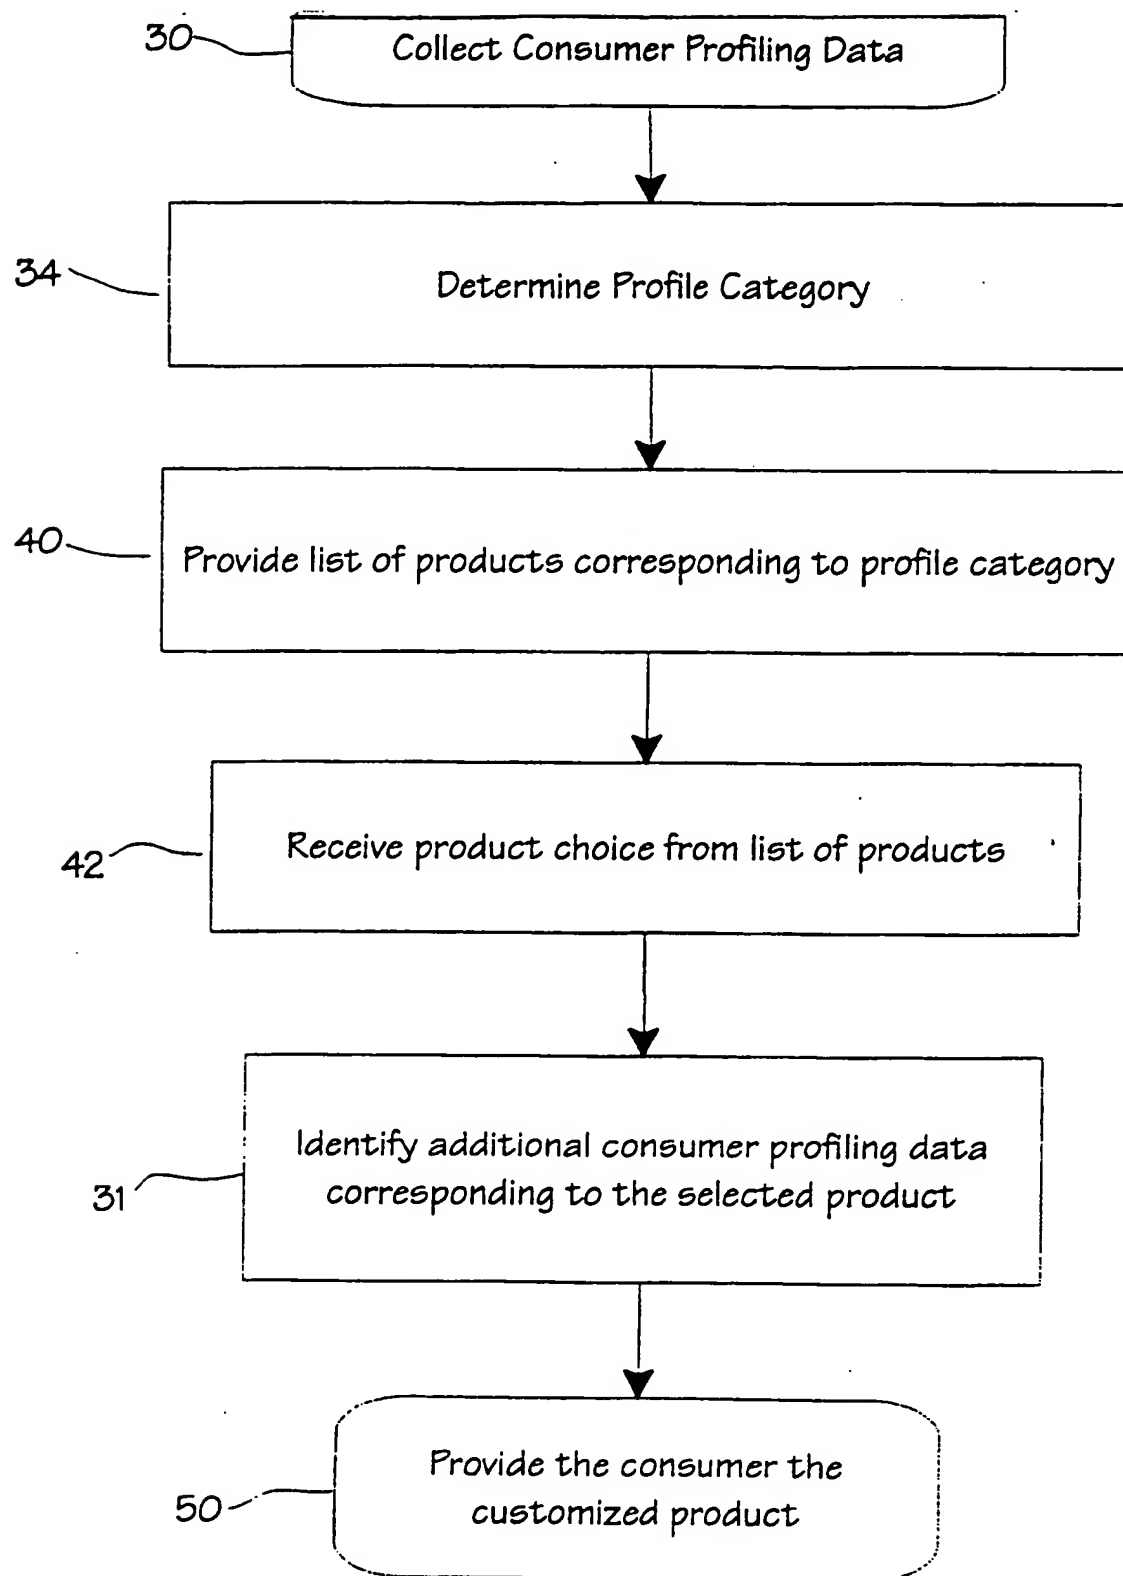 30
Collect Consumer Profiling Data
34
Determine Profile Category
40
Provide list of products corresponding to profile category
42
Receive product choice from list of products
31
Identify additional consumer profiling data
corresponding to the selected product
50
Provide the consumer the
customized product